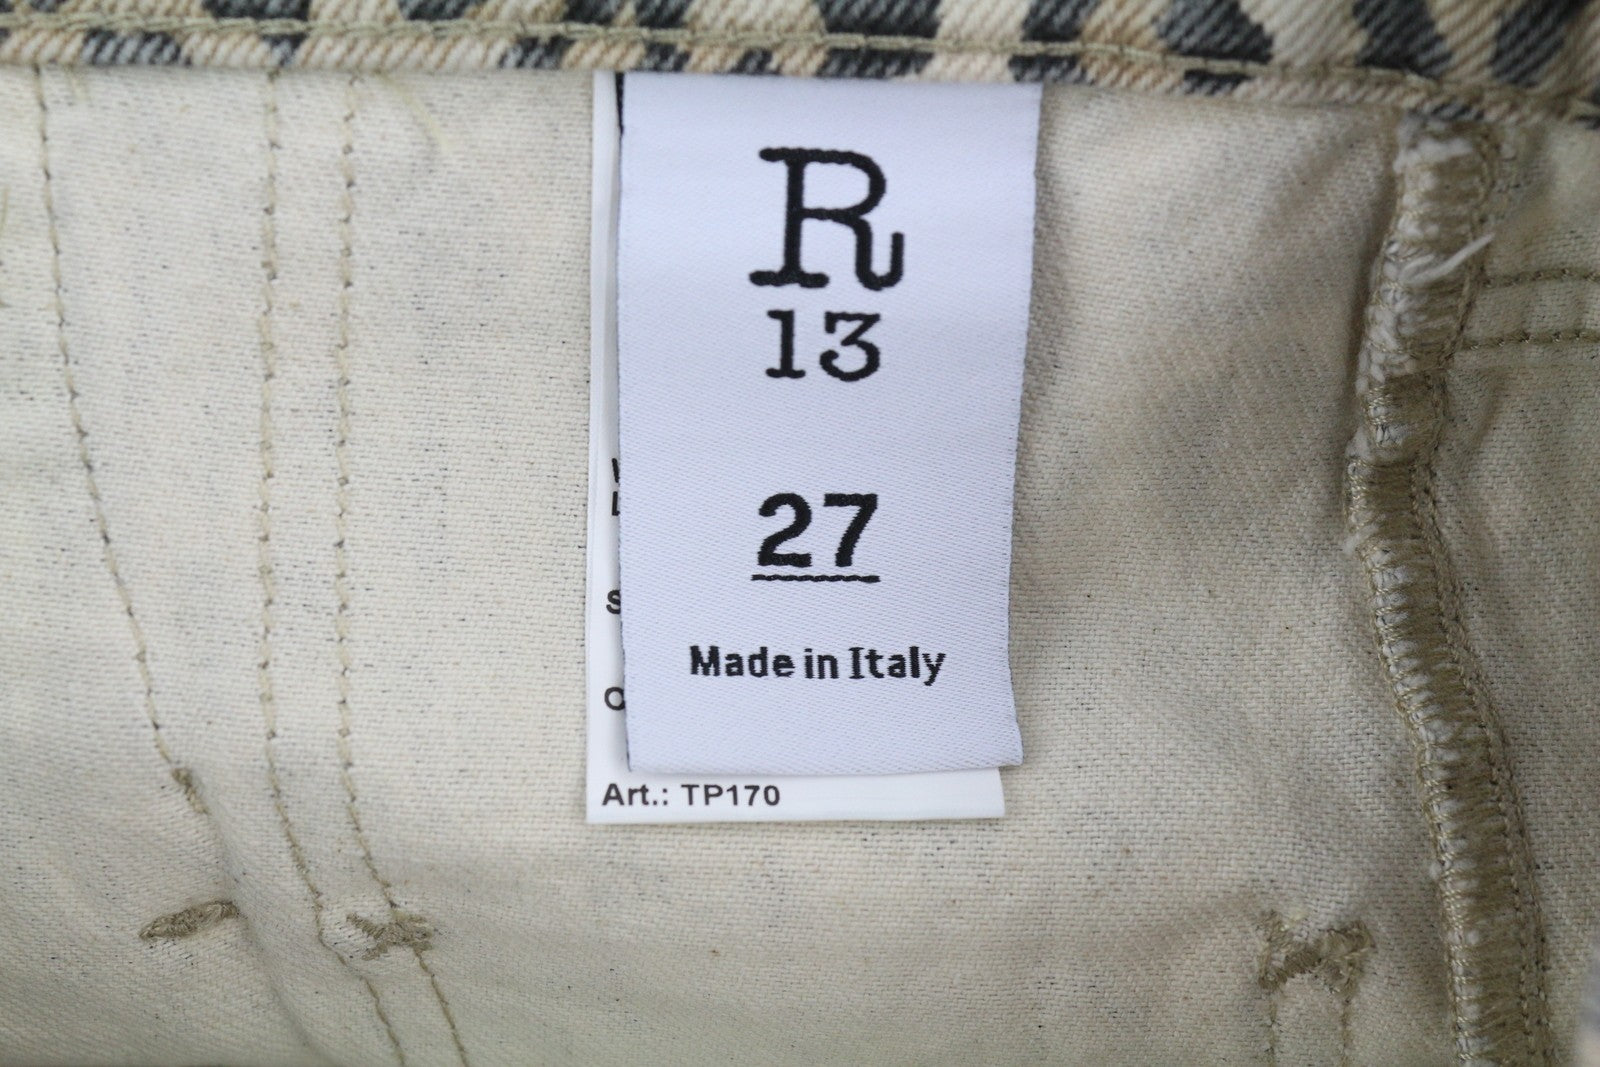 R
13
27
Made in Italy
Art.: TP170